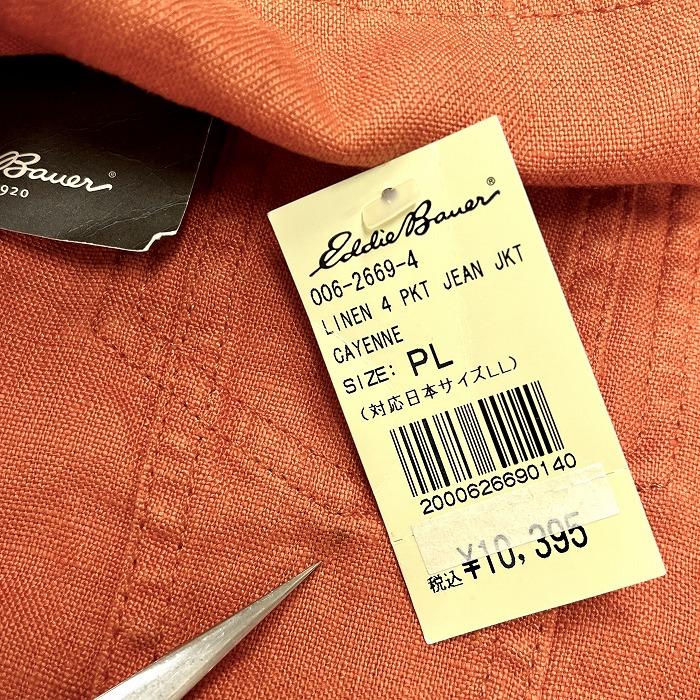 Bauer®
920
Eddie Bauer®
006-2669-4
LINEN 4 PKT JEAN JKT
CAYENNE
SIZE: PL
(対応日本サイズLL)
2000626690140
税込 ¥10,395